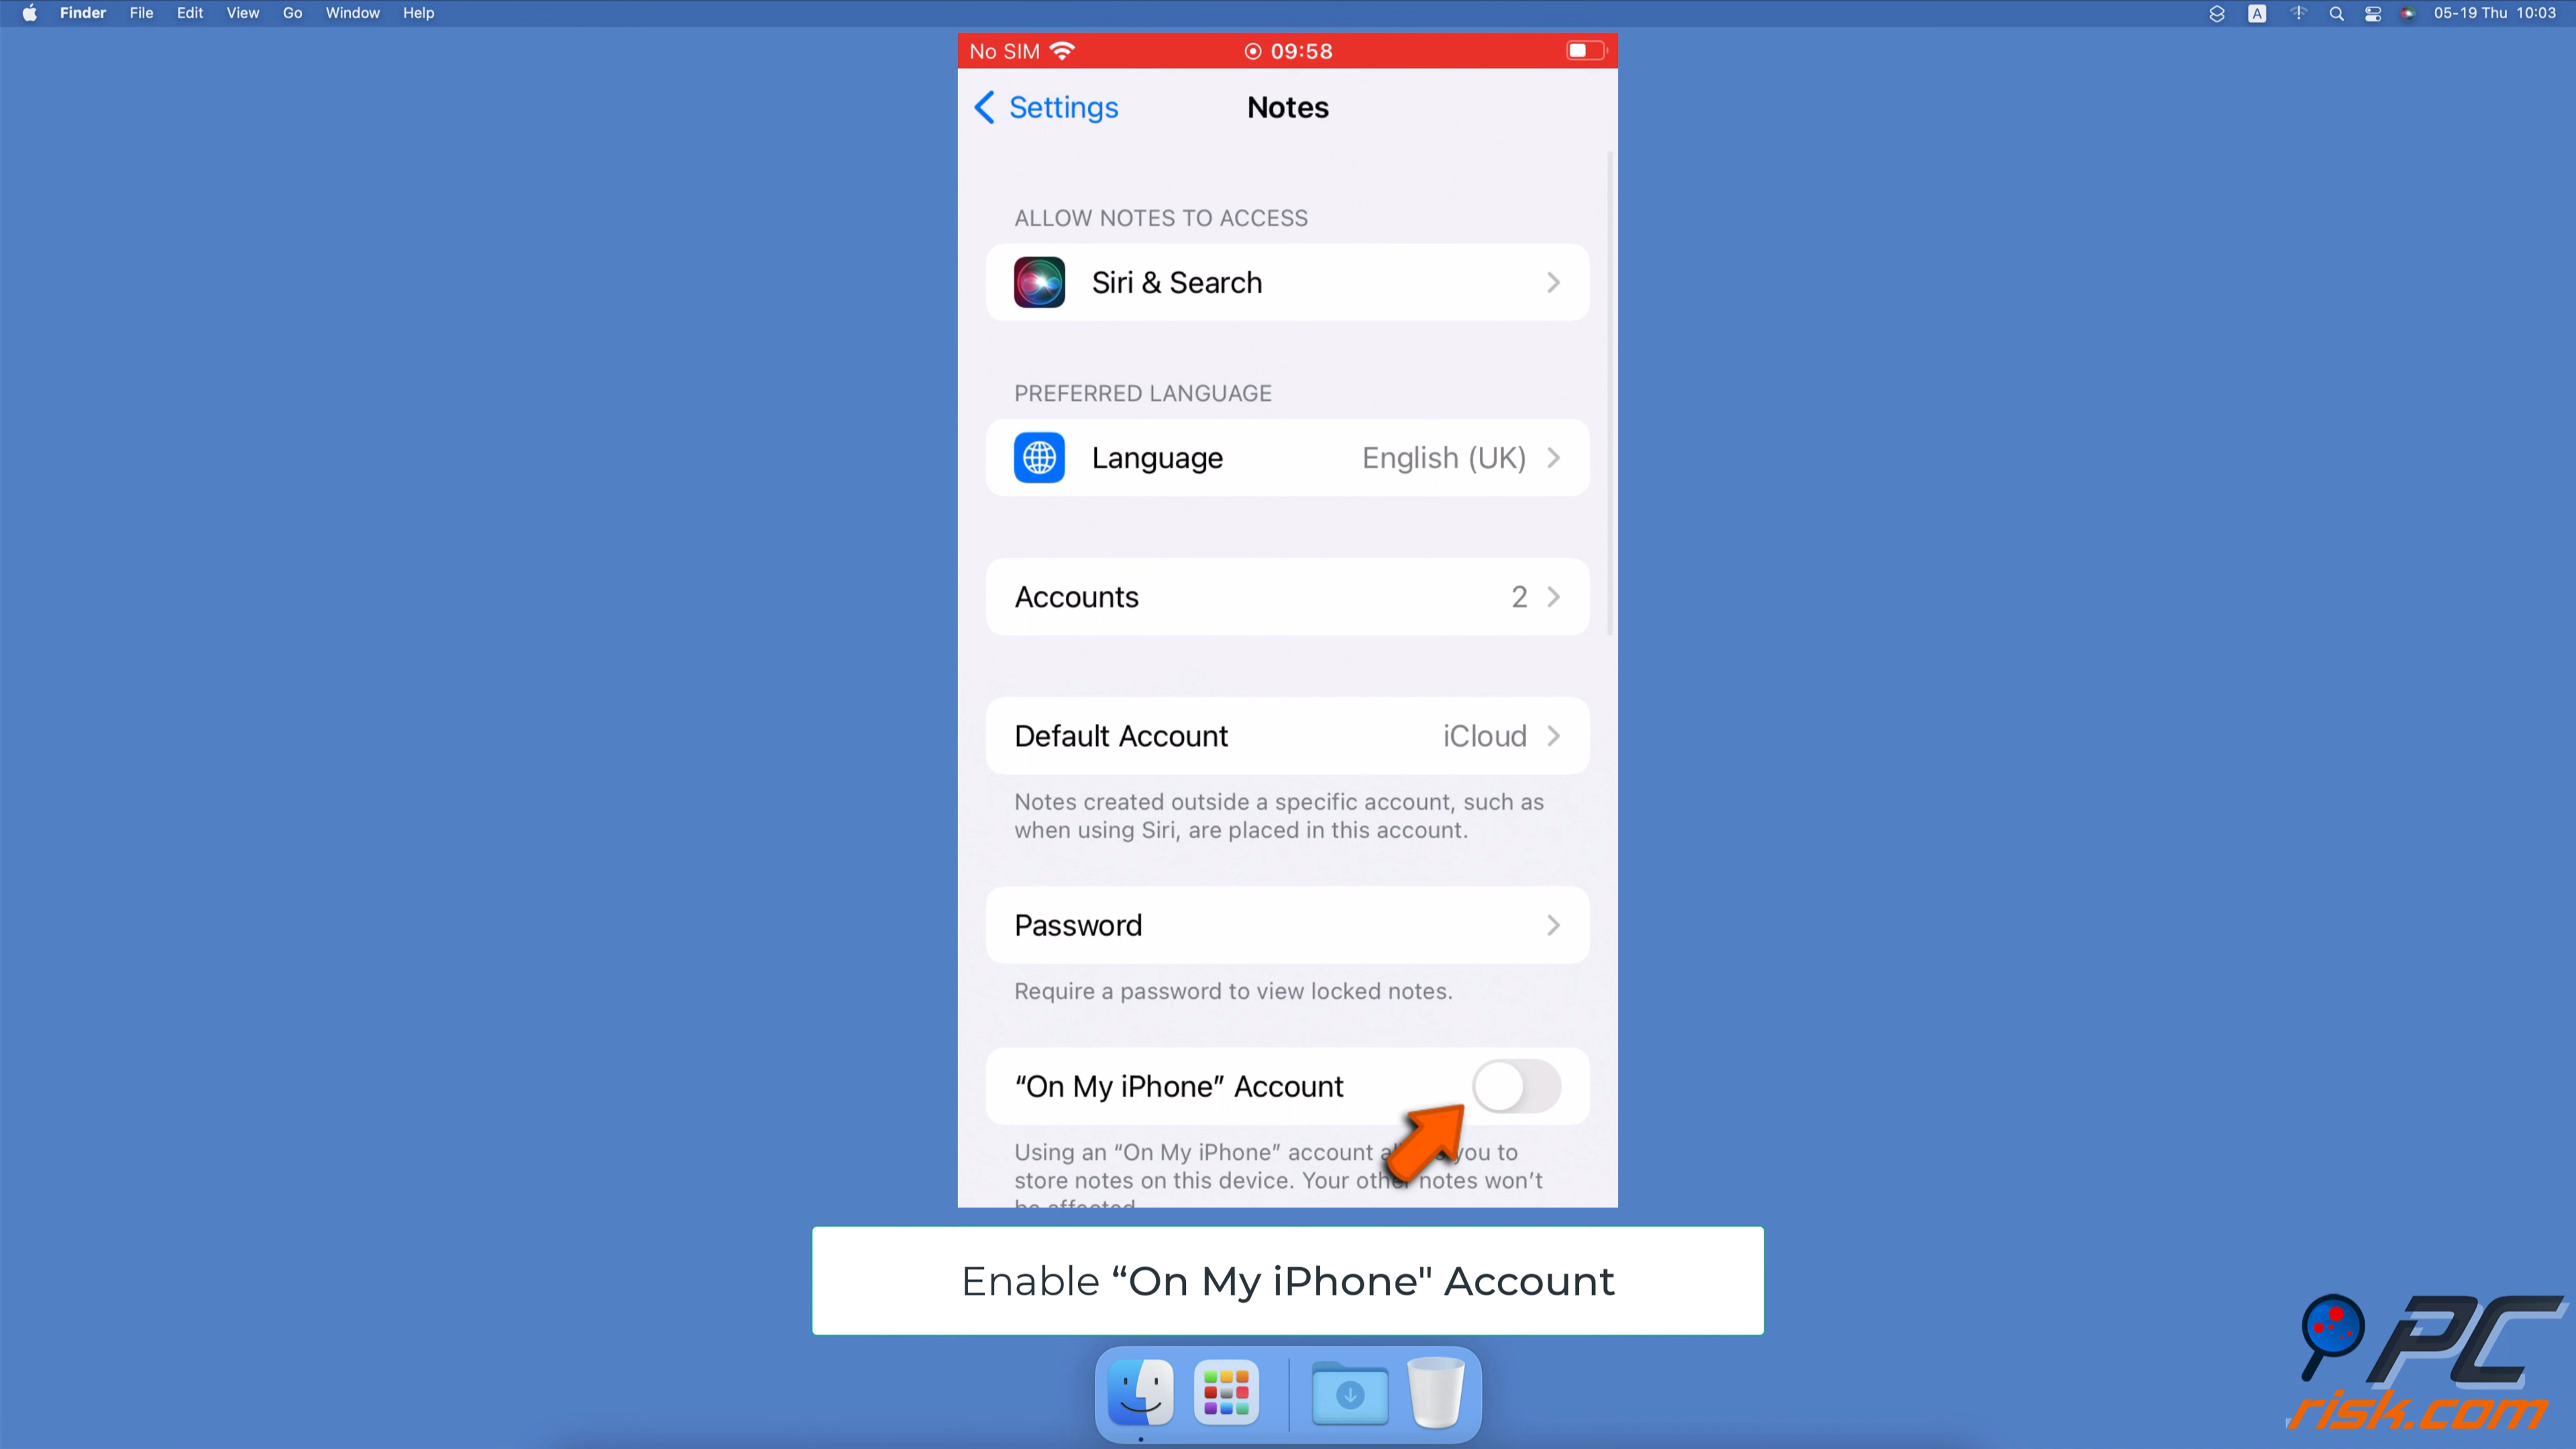 Finder File Edit View Go Window Help
A
05-19 Thu 10:03
No SIM 09:58
Settings Notes
ALLOW NOTES TO ACCESS
Siri & Search
PREFERRED LANGUAGE
Language English (UK)
Accounts 2
Default Account iCloud
Notes created outside a specific account, such as
when using Siri, are placed in this account.
Password
Require a password to view locked notes.
“On My iPhone” Account
Using an “On My iPhone” account you to
store notes on this device. Your other notes won’t
be affected
Enable “On My iPhone" Account
PC
risk.com